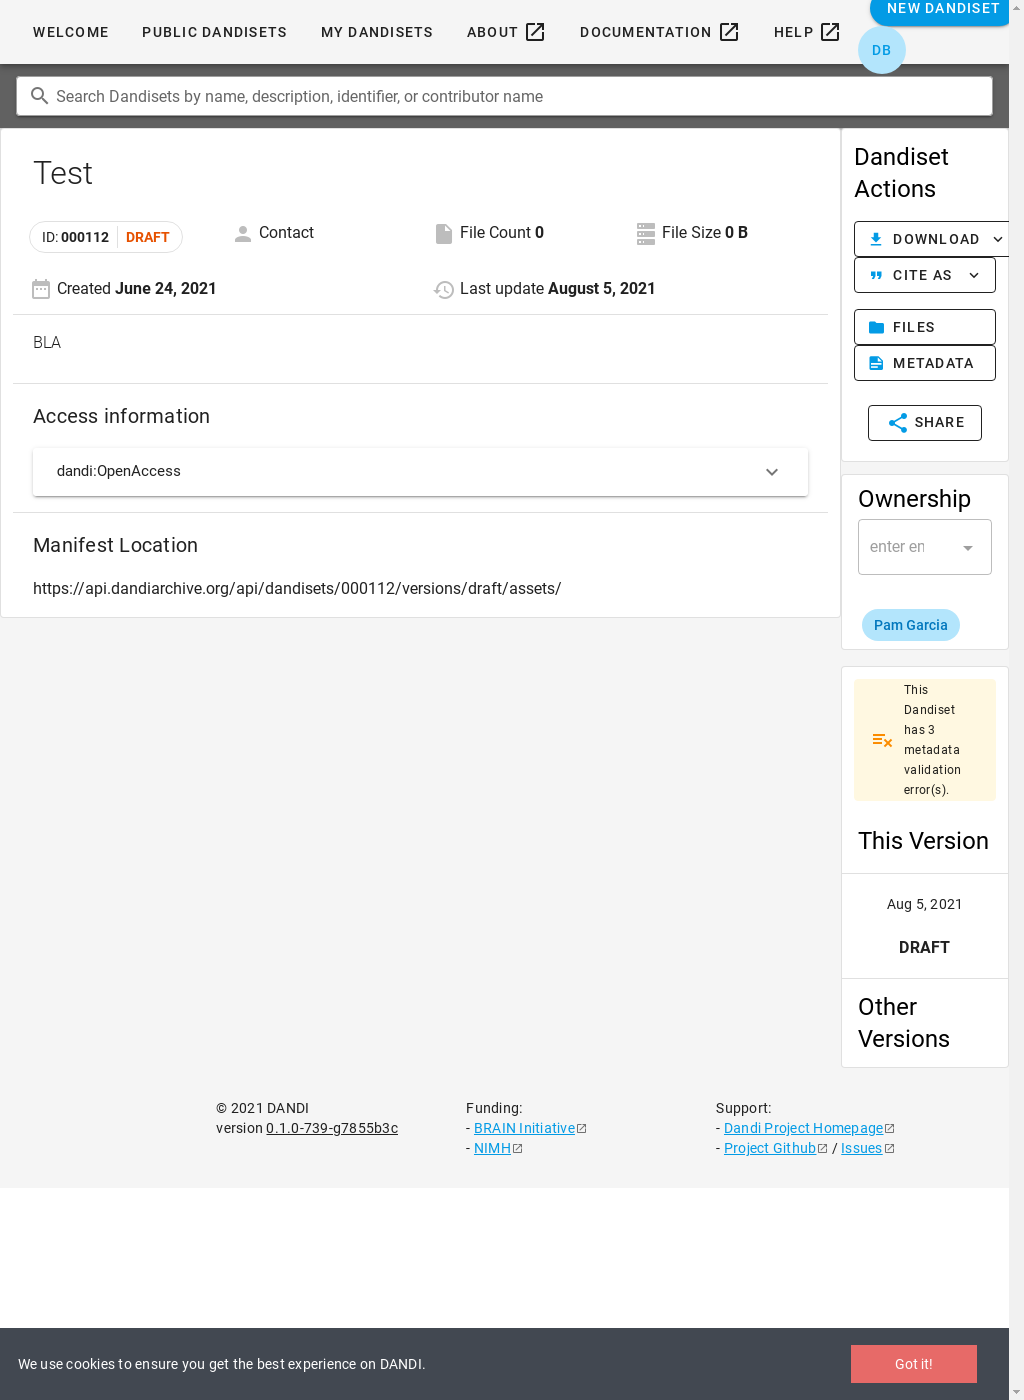 WELCOME PUBLIC DANDISETS MY DANDISETS ABOUT DOCUMENTATION HELP NEW DANDISET
DB
Search Dandisets by name, description, identifier, or contributor name
Test
ID: 000112 DRAFT
Contact
File Count 0
File Size 0 B
Created June 24, 2021
Last update August 5, 2021
BLA
Access information
dandi:OpenAccess
Manifest Location
https://api.dandiarchive.org/api/dandisets/000112/versions/draft/assets/
Dandiset
Actions
DOWNLOAD
CITE AS
FILES
METADATA
SHARE
Ownership
enter en
Pam Garcia
This
Dandiset
has 3
metadata
validation
error(s).
This Version
Aug 5, 2021
DRAFT
Other
Versions
© 2021 DANDI
version 0.1.0-739-g7855b3c
Funding:
- BRAIN Initiative
- NIMH
Support:
- Dandi Project Homepage
- Project Github / Issues
We use cookies to ensure you get the best experience on DANDI.
Got it!